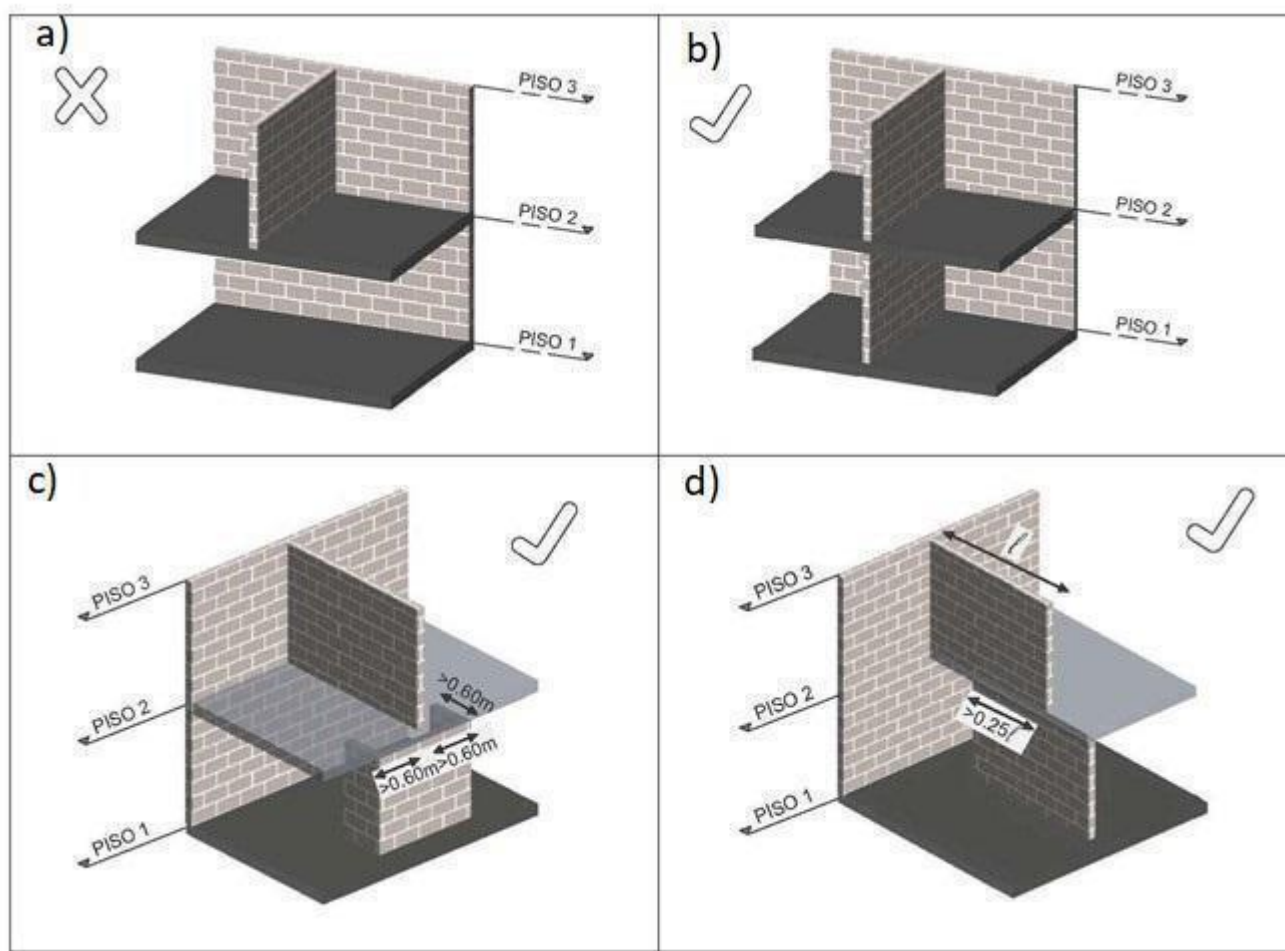 a)
PISO 3
PISO 2
PISO 1
b)
PISO 3
PISO 2
PISO 1
c)
PISO 3
PISO 2
PISO 1
>0.60m
>0.60m
>0.60m
d)
ℓ
PISO 3
PISO 2
PISO 1
>0.25ℓ